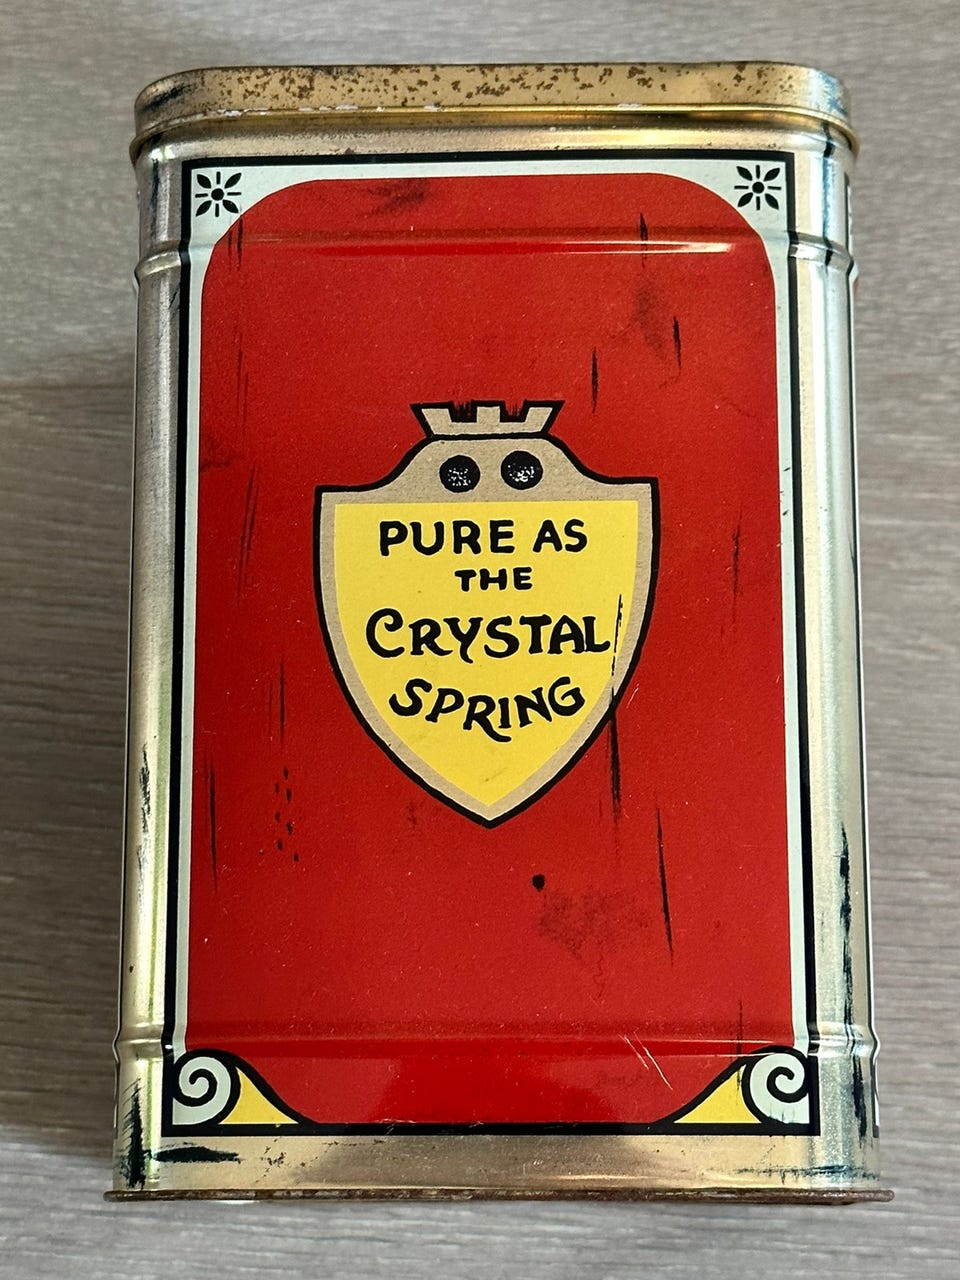 PURE AS
THE
CRYSTAL
SPRING